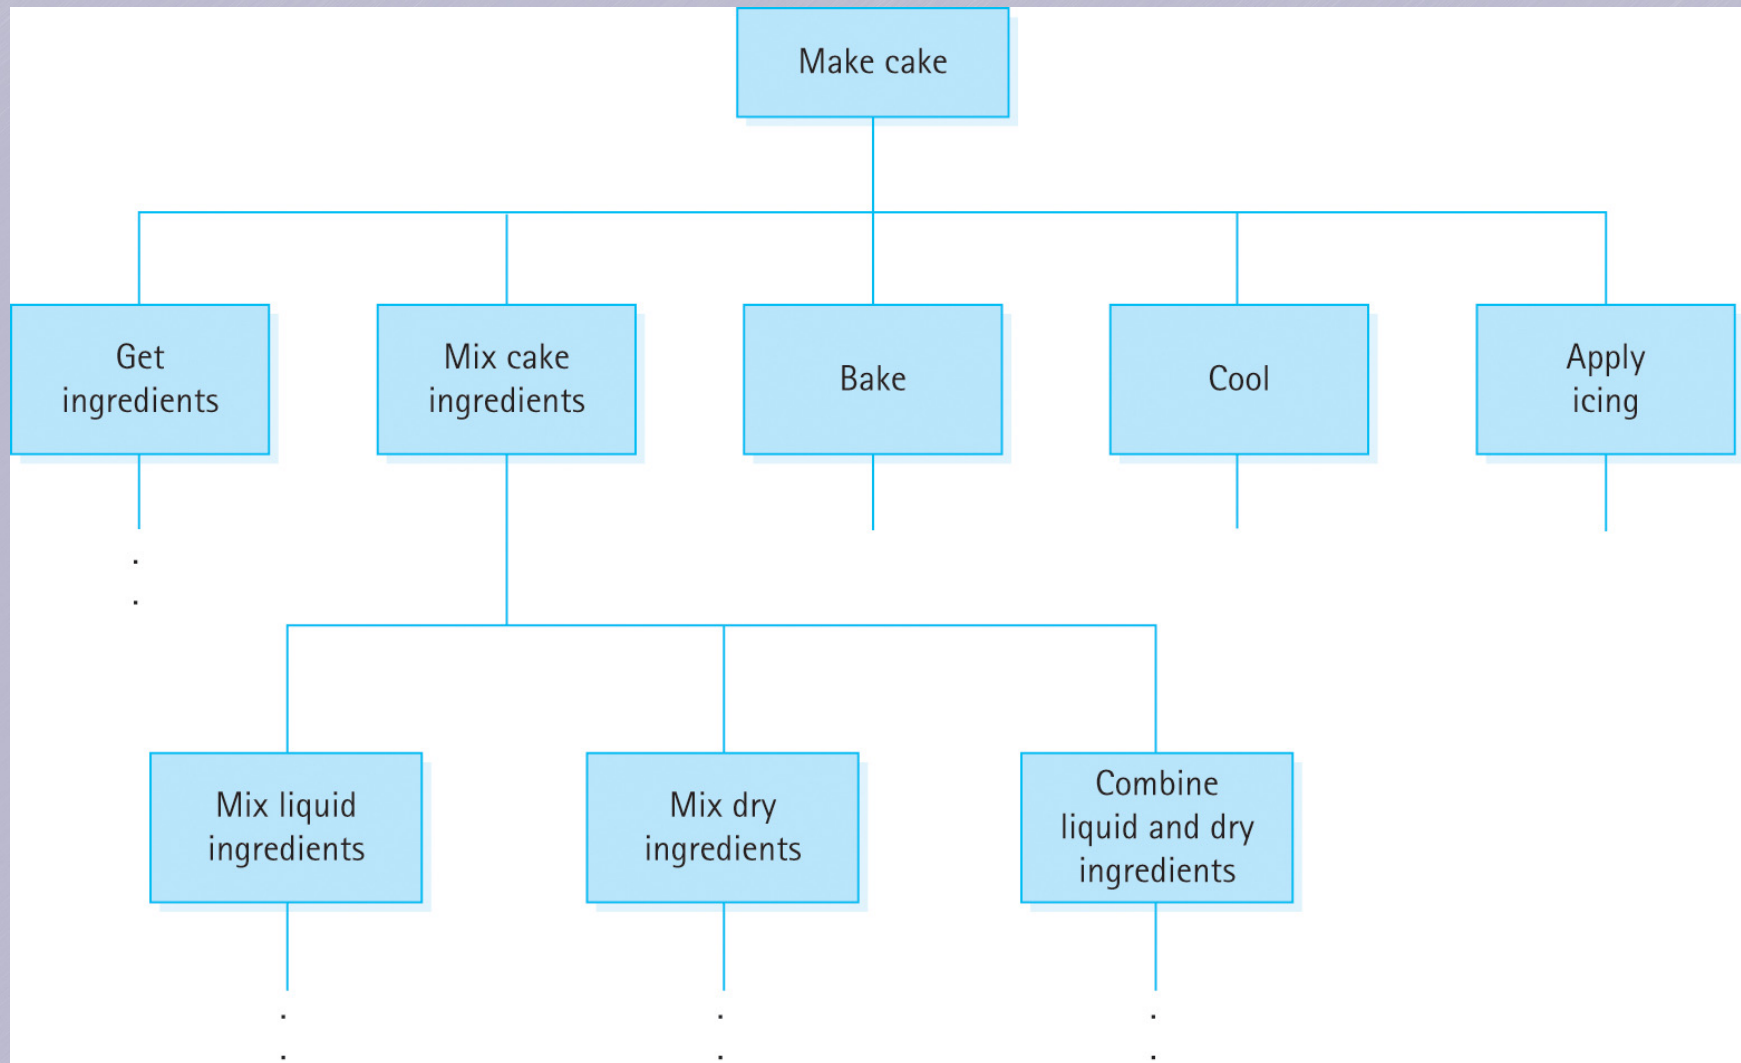 Make cake
Get
ingredients
Mix cake
ingredients
Bake
Cool
Apply
icing
Mix liquid
ingredients
Mix dry
ingredients
Combine
liquid and dry
ingredients